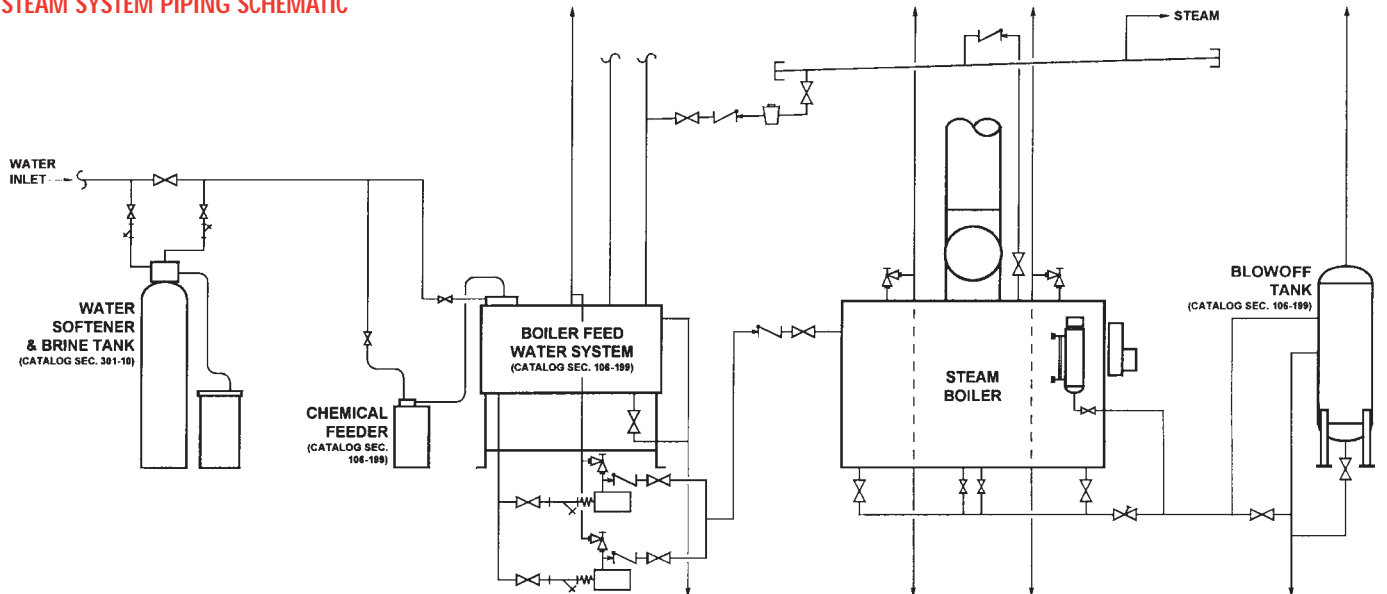 STEAM SYSTEM PIPING SCHEMATIC
STEAM
WATER
INLET
WATER
SOFTENER
& BRINE TANK
(CATALOG SEC. 301-10)
CHEMICAL
FEEDER
(CATALOG SEC.
106-199)
BOILER FEED
WATER SYSTEM
(CATALOG SEC. 106-199)
STEAM
BOILER
BLOWOFF
TANK
(CATALOG SEC. 106-199)